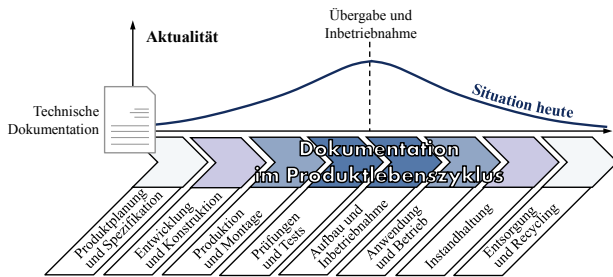 Übergabe und
Inbetriebnahme
Aktualität
Situation heute
Technische
Dokumentation
Dokumentation
im Produktlebenszyklus
Produktplanung
und Spezifikation
Entwicklung
und Konstruktion
Produktion
und Montage
Prüfungen
und Tests
Aufbau und
Inbetriebnahme
Anwendung
und Betrieb
Instandhaltung
Entsorgung
und Recycling